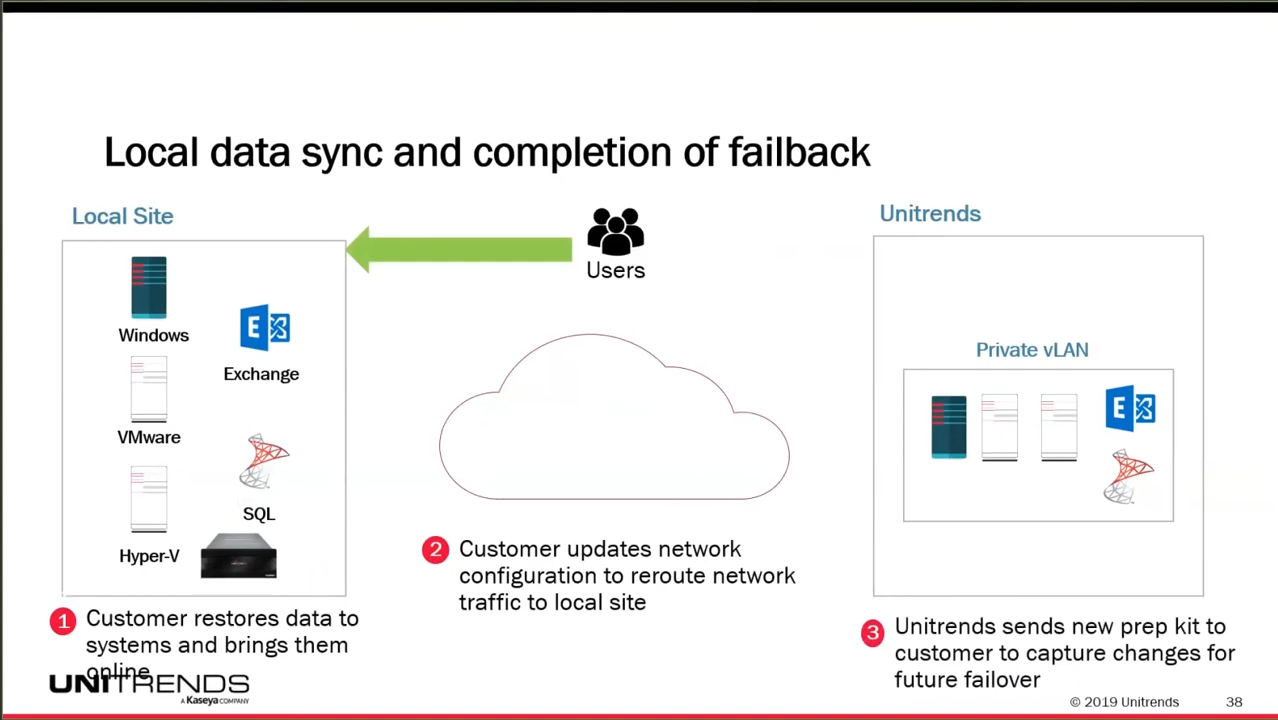 Local data sync and completion of failback
Local Site
Users
Unitrends
Windows
Exchange
VMware
SQL
Hyper-V
Private vLAN
E
E
1 Customer restores data to
systems and brings them
online
2 Customer updates network
configuration to reroute network
traffic to local site
3 Unitrends sends new prep kit to
customer to capture changes for
future failover
UNITRENDS
A Kaseya COMPANY
© 2019 Unitrends
38